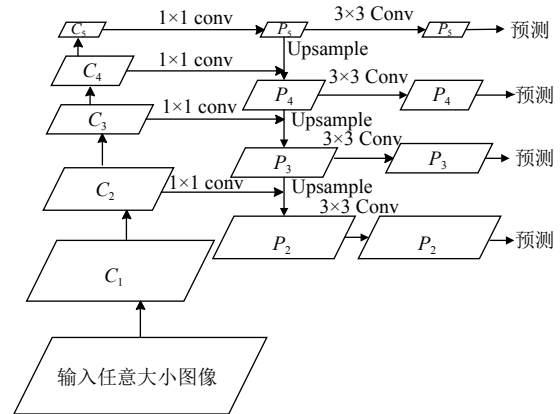 C₅ 1×1 conv P₅ 3×3 Conv P₅ 预测
Upsample
C₄ 1×1 conv 3×3 Conv
P₄ P₄ 预测
C₃ 1×1 conv Upsample
3×3 Conv
P₃ P₃ 预测
C₂ 1×1 conv Upsample
3×3 Conv
P₂ P₂ 预测
C₁
输入任意大小图像